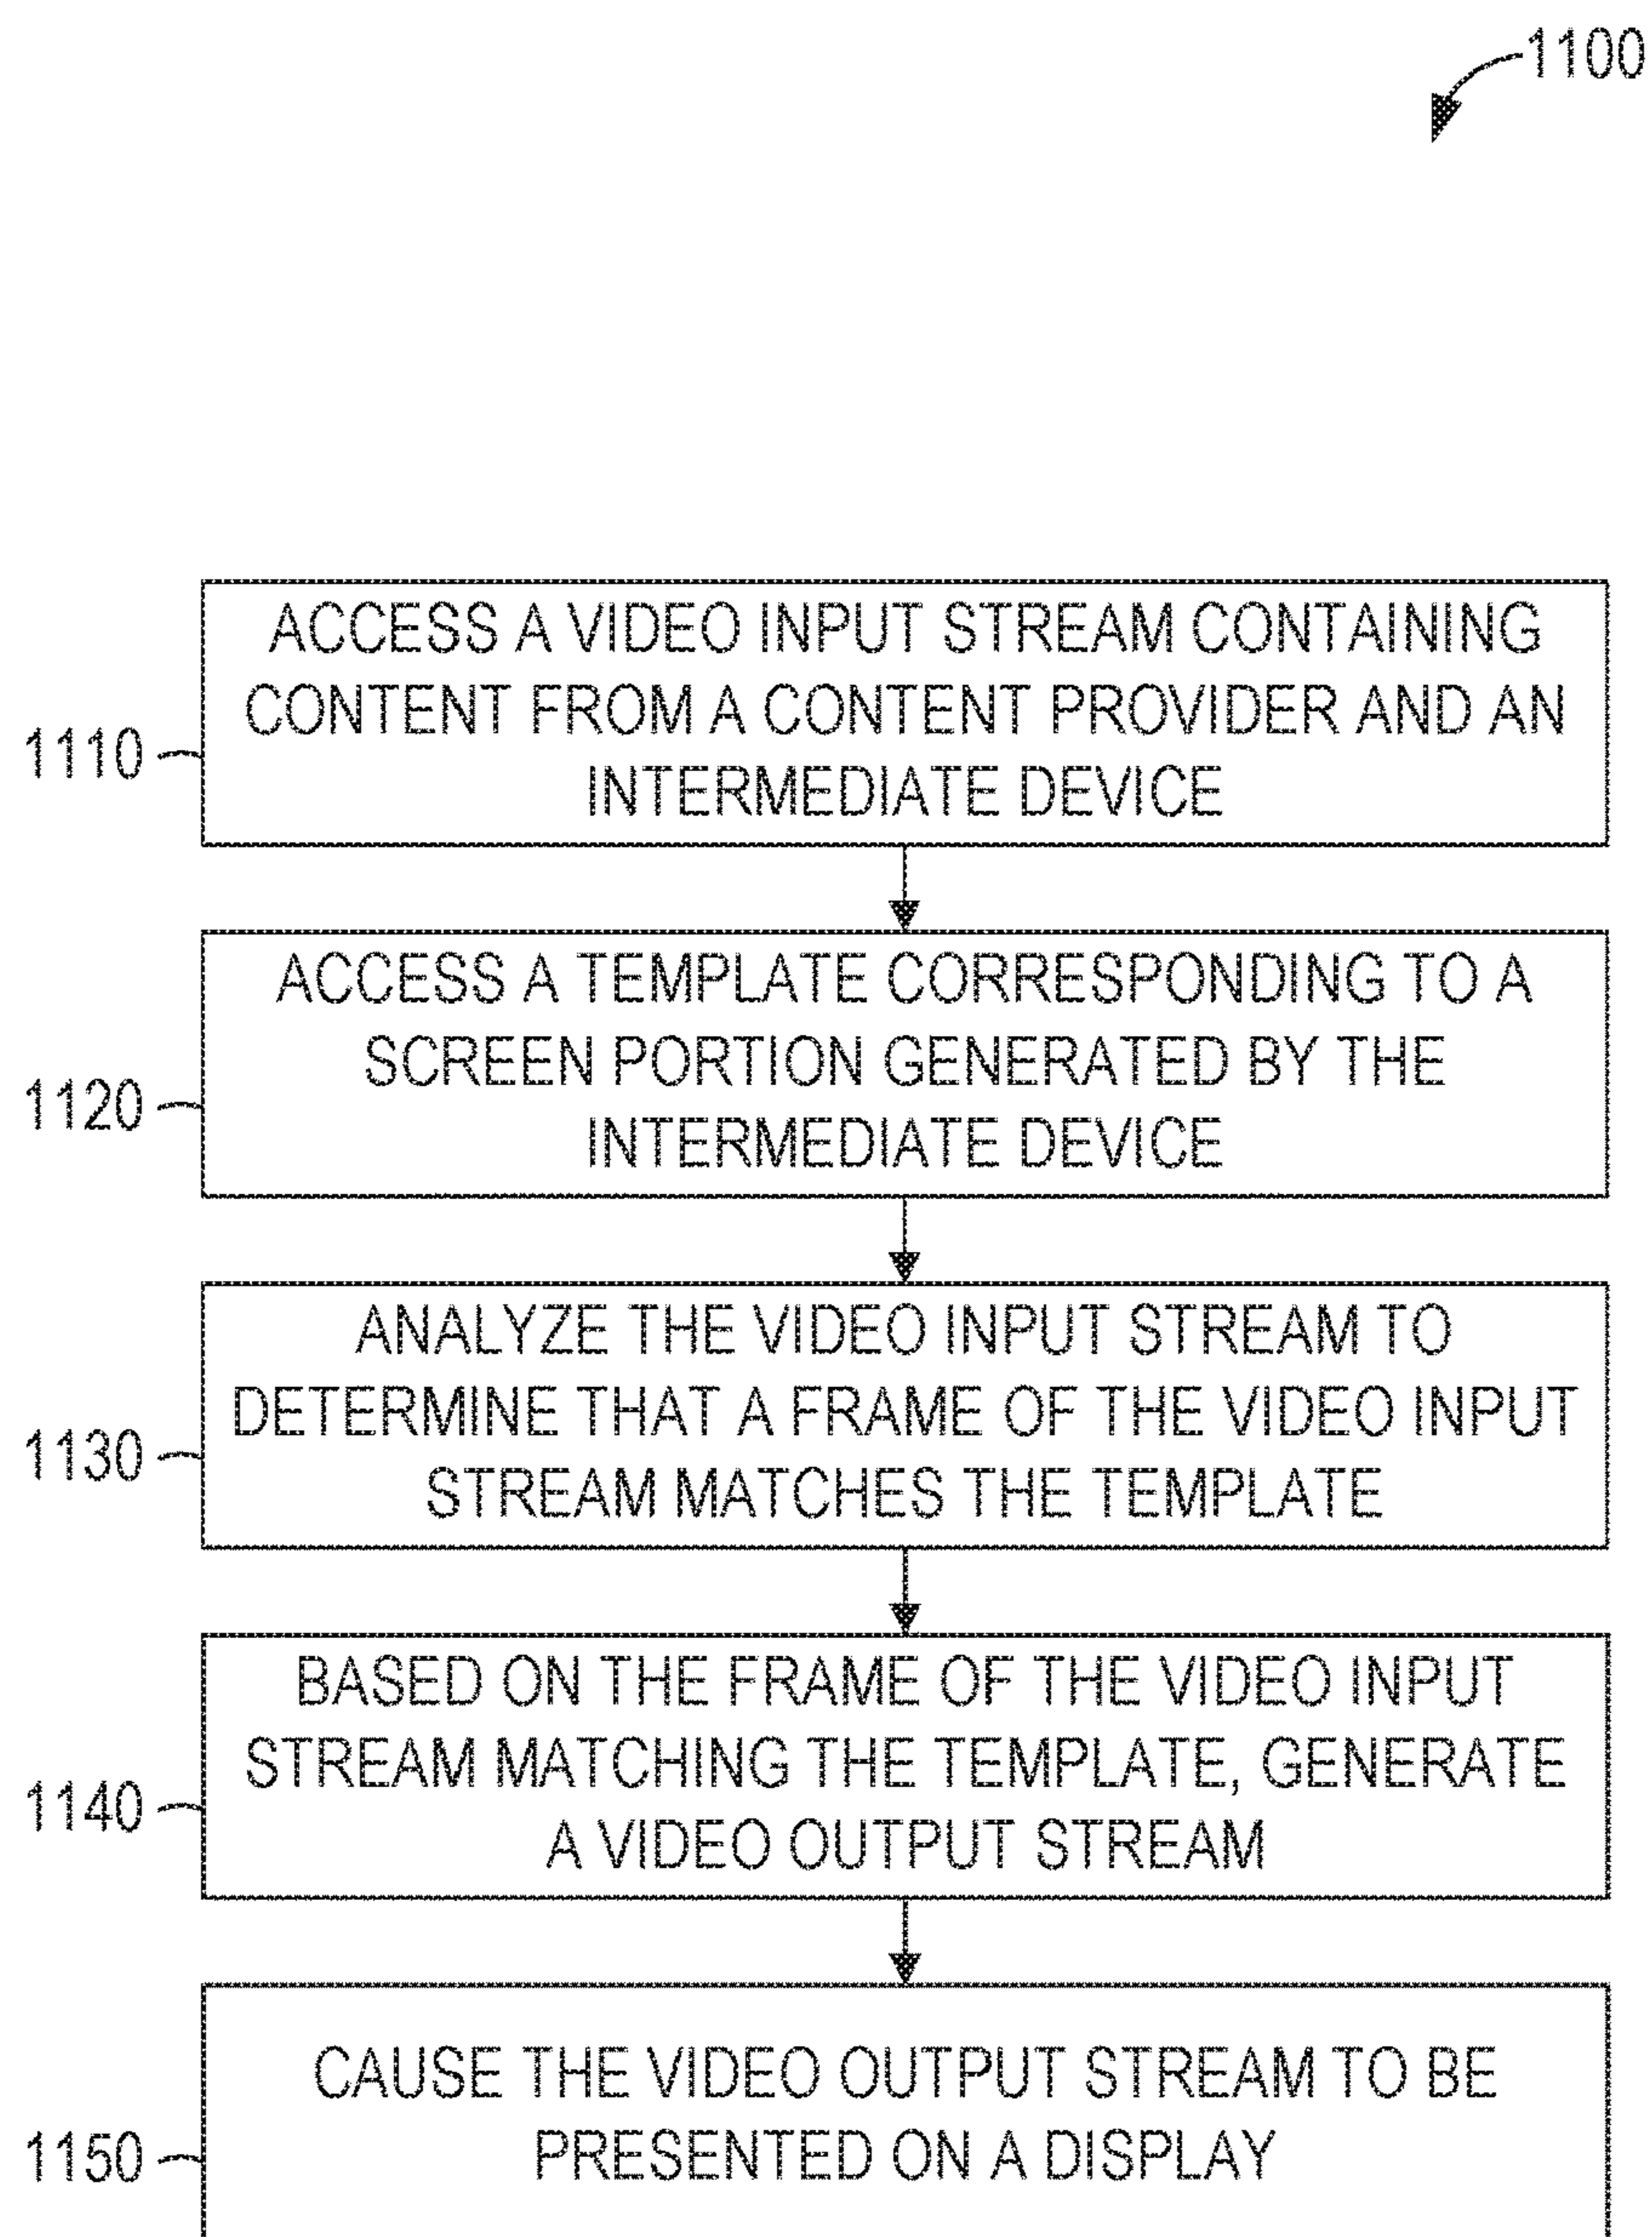 1100
ACCESS A VIDEO INPUT STREAM CONTAINING
CONTENT FROM A CONTENT PROVIDER AND AN
INTERMEDIATE DEVICE
1110
ACCESS A TEMPLATE CORRESPONDING TO A
SCREEN PORTION GENERATED BY THE
INTERMEDIATE DEVICE
1120
ANALYZE THE VIDEO INPUT STREAM TO
DETERMINE THAT A FRAME OF THE VIDEO INPUT
STREAM MATCHES THE TEMPLATE
1130
BASED ON THE FRAME OF THE VIDEO INPUT
STREAM MATCHING THE TEMPLATE, GENERATE
A VIDEO OUTPUT STREAM
1140
CAUSE THE VIDEO OUTPUT STREAM TO BE
PRESENTED ON A DISPLAY
1150